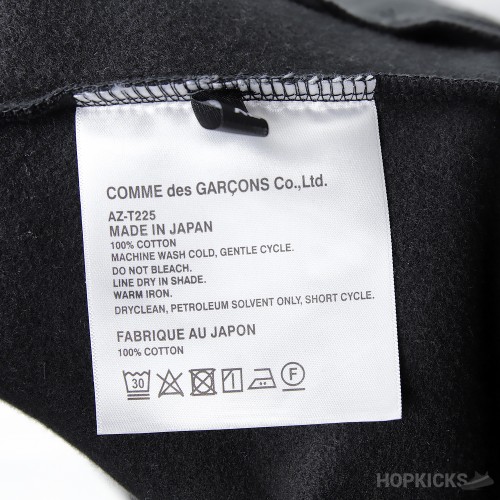 COMME des GARÇONS Co.,Ltd.
AZ-T225
MADE IN JAPAN
100% COTTON
MACHINE WASH COLD, GENTLE CYCLE.
DO NOT BLEACH.
LINE DRY IN SHADE.
WARM IRON.
DRYCLEAN, PETROLEUM SOLVENT ONLY, SHORT CYCLE.
FABRIQUE AU JAPON
100% COTTON
30 F
HOPKICKS